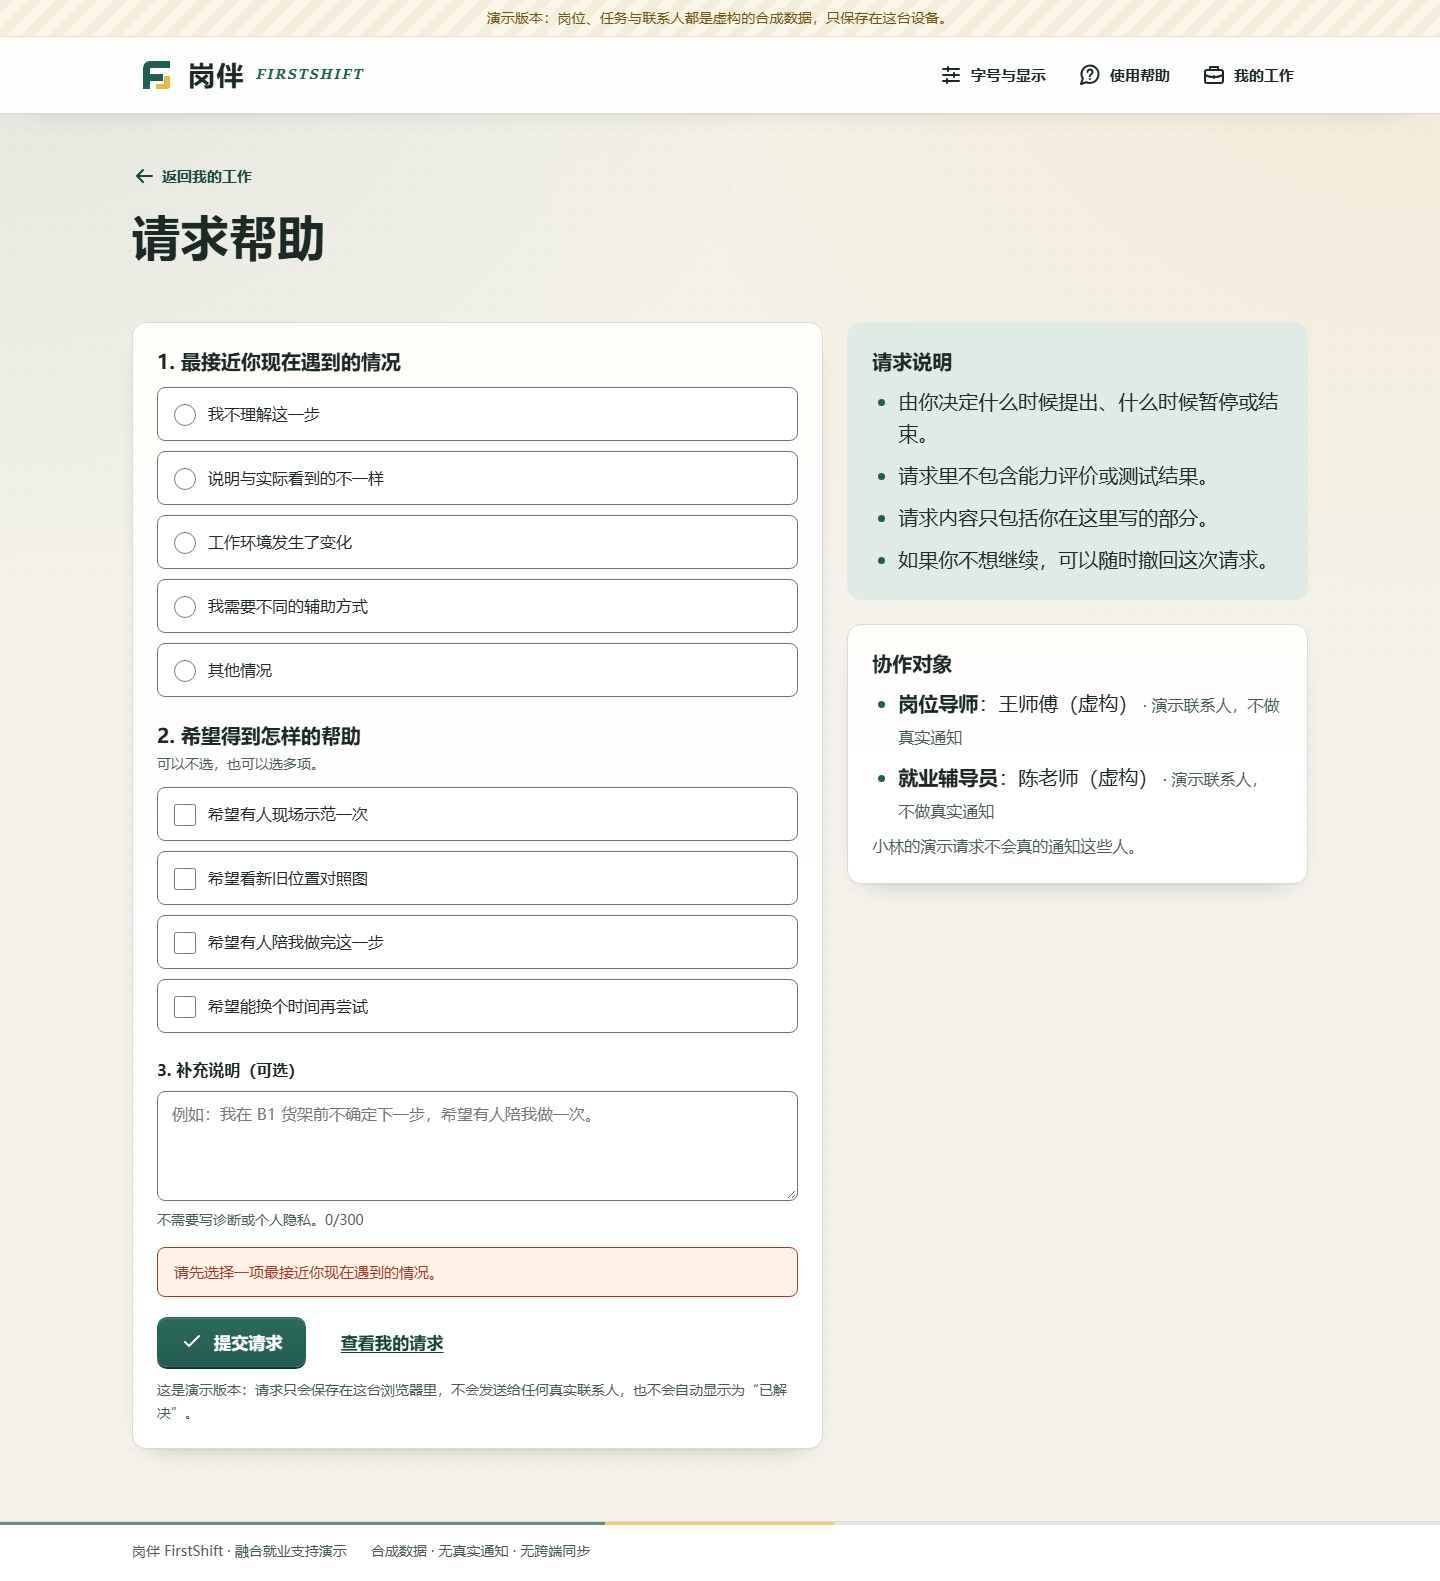 演示版本：岗位、任务与联系人都是虚构的合成数据，只保存在这台设备。
岗伴 FIRSTSHIFT
字号与显示
使用帮助
我的工作
返回我的工作
请求帮助
1. 最接近你现在遇到的情况
我不理解这一步
说明与实际看到的不一样
工作环境发生了变化
我需要不同的辅助方式
其他情况
2. 希望得到怎样的帮助
可以不选，也可以选多项。
希望有人现场示范一次
希望看新旧位置对照图
希望有人陪我做完这一步
希望能换个时间再尝试
3. 补充说明（可选）
例如：我在 B1 货架前不确定下一步，希望有人陪我做一次。
不需要写诊断或个人隐私。0/300
请先选择一项最接近你现在遇到的情况。
提交请求
查看我的请求
这是演示版本：请求只会保存在这台浏览器里，不会发送给任何真实联系人，也不会自动显示为“已解
决”。
请求说明
由你决定什么时候提出、什么时候暂停或结
束。
请求里不包含能力评价或测试结果。
请求内容只包括你在这里写的部分。
如果你不想继续，可以随时撤回这次请求。
协作对象
岗位导师：王师傅（虚构） · 演示联系人，不做
真实通知
就业辅导员：陈老师（虚构） · 演示联系人，
不做真实通知
小林的演示请求不会真的通知这些人。
岗伴 FirstShift · 融合就业支持演示
合成数据 · 无真实通知 · 无跨端同步